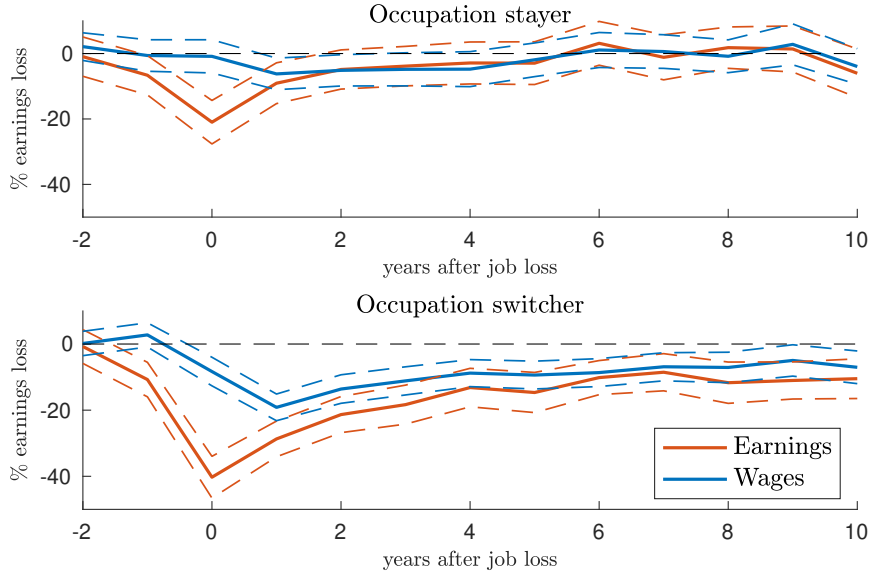 Occupation stayer
0
-20
-40
% earnings loss
-2 0 2 4 6 8 10
years after job loss
Occupation switcher
0
-20
-40
% earnings loss
Earnings
Wages
-2 0 2 4 6 8 10
years after job loss